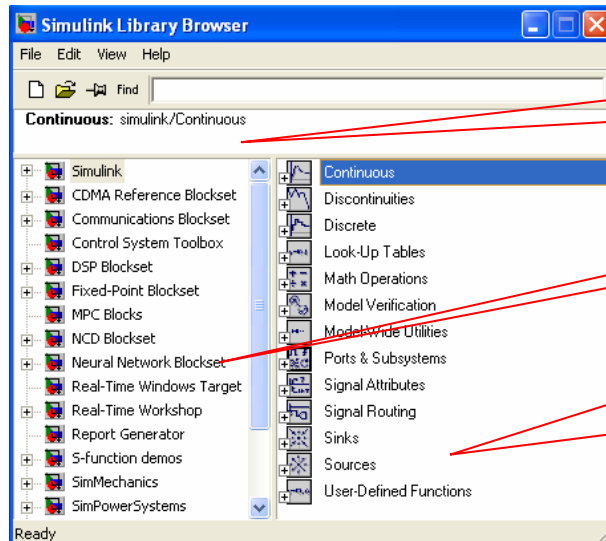 Simulink Library Browser
File Edit View Help
Find
Continuous: simulink/Continuous
Simulink
CDMA Reference Blockset
Communications Blockset
Control System Toolbox
DSP Blockset
Fixed-Point Blockset
MPC Blocks
NCD Blockset
Neural Network Blockset
Real-Time Windows Target
Real-Time Workshop
Report Generator
S-function demos
SimMechanics
SimPowerSystems
Continuous
Discontinuities
Discrete
Look-Up Tables
Math Operations
Model Verification
Model-Wide Utilities
Ports & Subsystems
Signal Attributes
Signal Routing
Sinks
Sources
User-Defined Functions
Ready